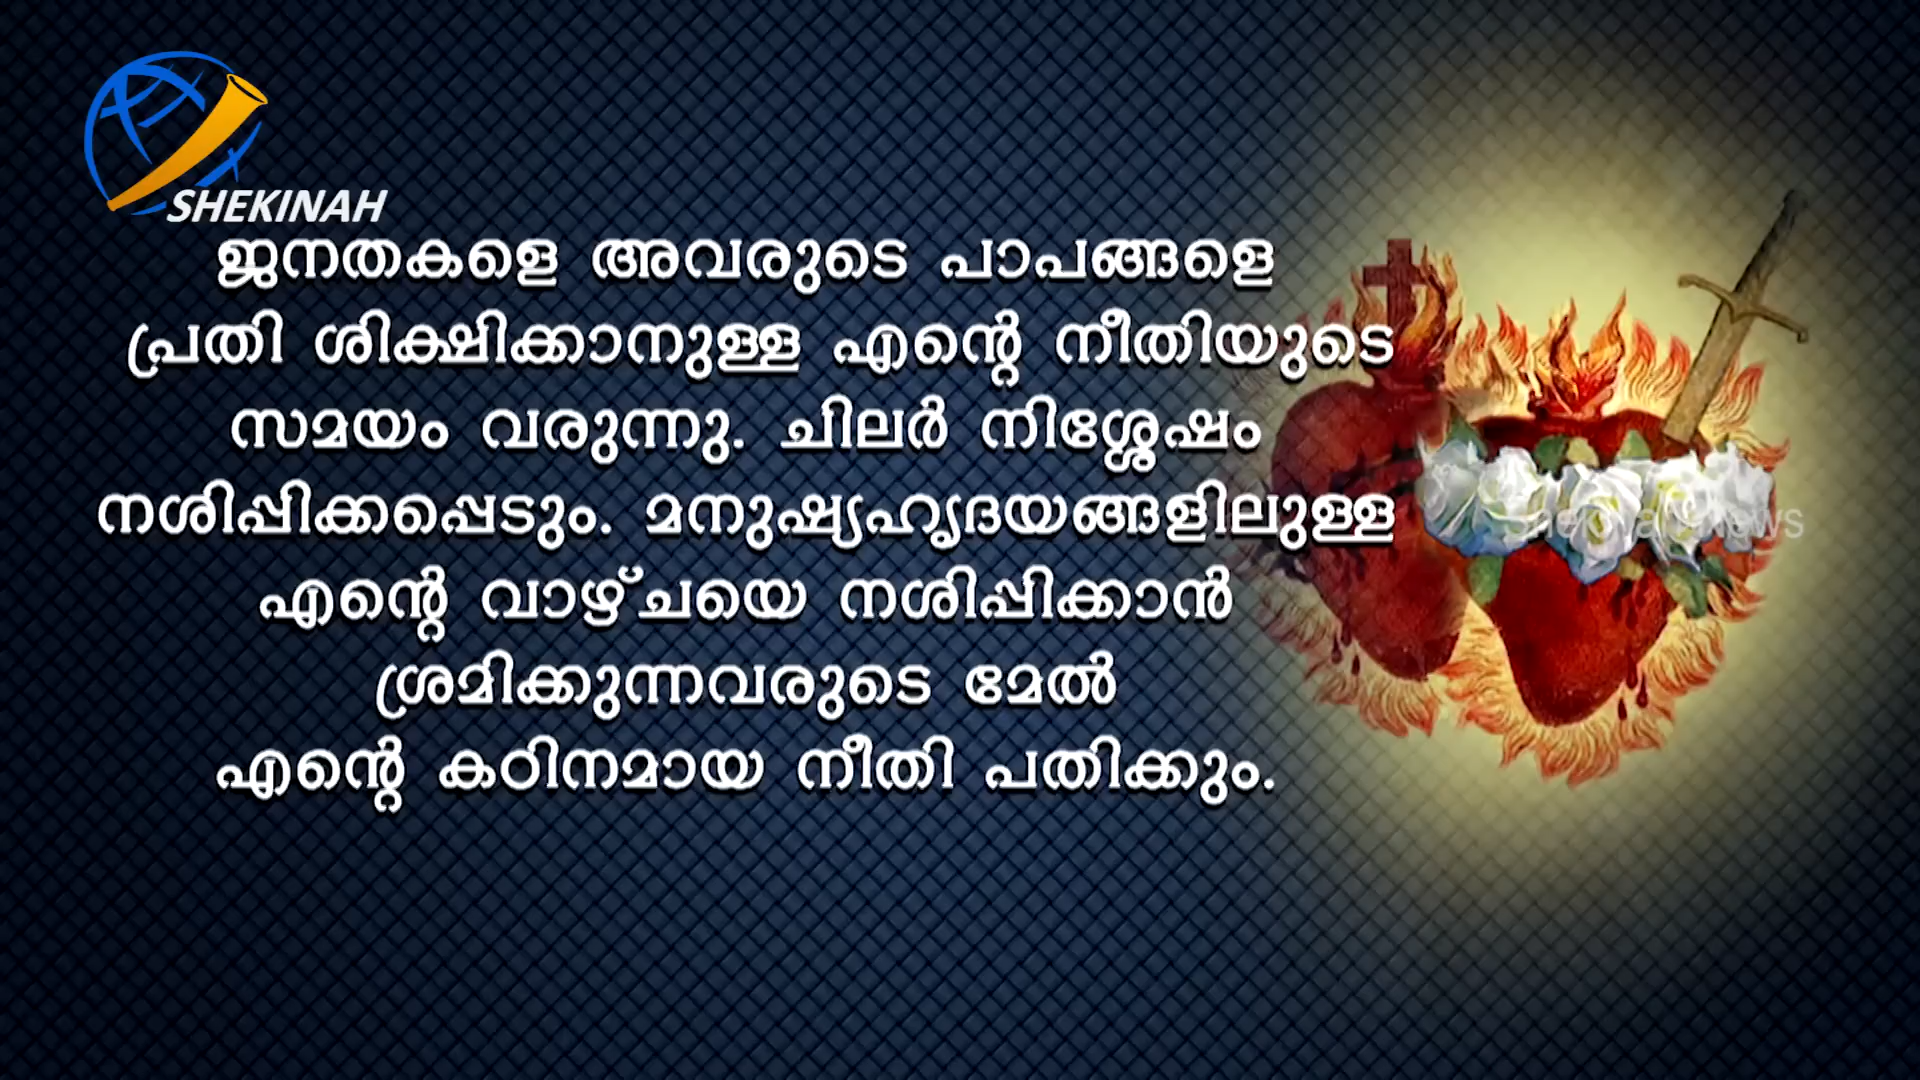 SHEKINAH
ജനതകളെ അവരുടെ പാപങ്ങളെ
പ്രതി ശിക്ഷിക്കാനുള്ള എന്റെ നീതിയുടെ
സമയം വരുന്നു. ചിലർ നിശ്ശേഷം
നശിപ്പിക്കപ്പെടും. മനുഷ്യഹൃദയങ്ങളിലുള്ള
എന്റെ വാഴ്ചയെ നശിപ്പിക്കാൻ
ശ്രമിക്കുന്നവരുടെ മേൽ
എന്റെ കഠിനമായ നീതി പതിക്കും.